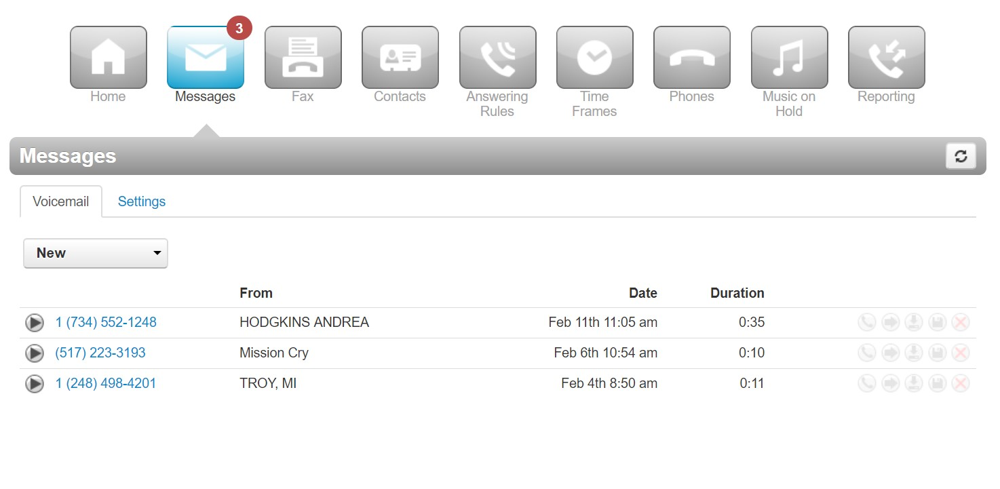 3
Home Messages Fax Contacts Answering Time Phones Music on Reporting
Rules Frames Hold
Messages
Voicemail Settings
New
From Date Duration
1 (734) 552-1248 HODGKINS ANDREA Feb 11th 11:05 am 0:35
(517) 223-3193 Mission Cry Feb 6th 10:54 am 0:10
1 (248) 498-4201 TROY, MI Feb 4th 8:50 am 0:11